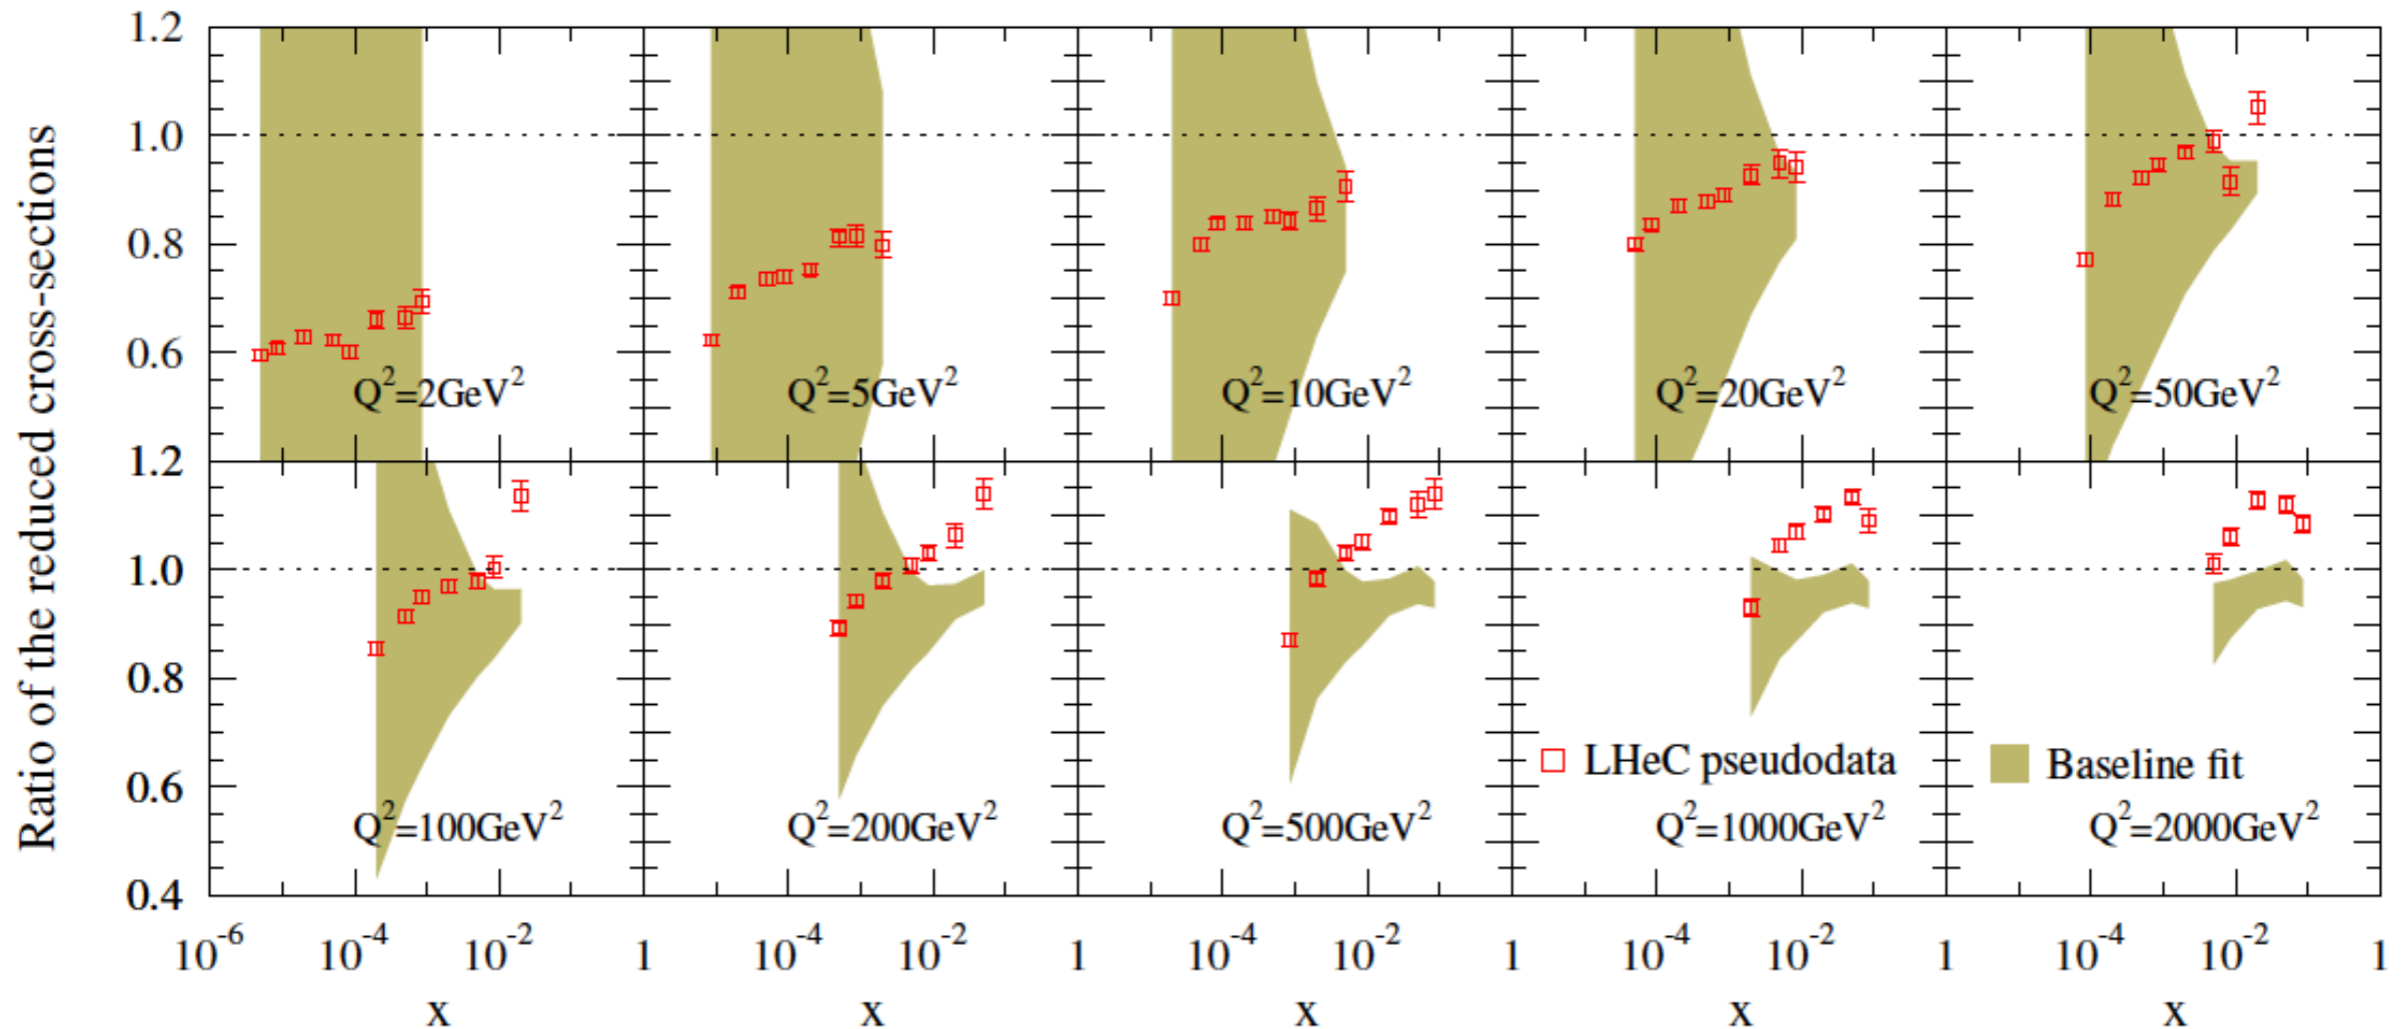 Ratio of the reduced cross-sections
1.2
1.0
0.8
0.6
Q²=2GeV²
Q²=5GeV²
Q²=10GeV²
Q²=20GeV²
Q²=50GeV²
1.2
1.0
0.8
0.6
0.4
LHeC pseudodata
Baseline fit
Q²=100GeV²
Q²=200GeV²
Q²=500GeV²
Q²=1000GeV²
Q²=2000GeV²
10⁻⁶ 10⁻⁴ 10⁻² 1 10⁻⁴ 10⁻² 1 10⁻⁴ 10⁻² 1 10⁻⁴ 10⁻² 1 10⁻⁴ 10⁻² 1
x x x x x